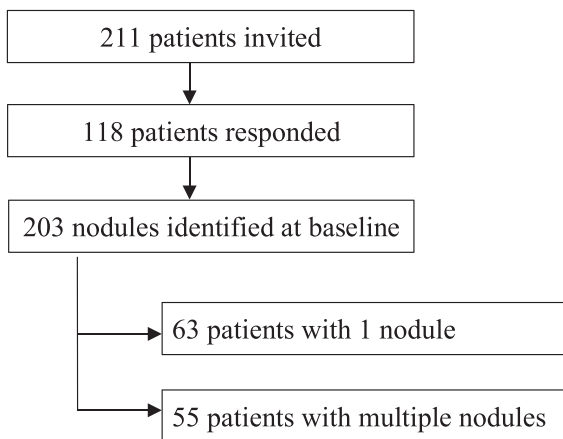 211 patients invited
118 patients responded
203 nodules identified at baseline
63 patients with 1 nodule
55 patients with multiple nodules